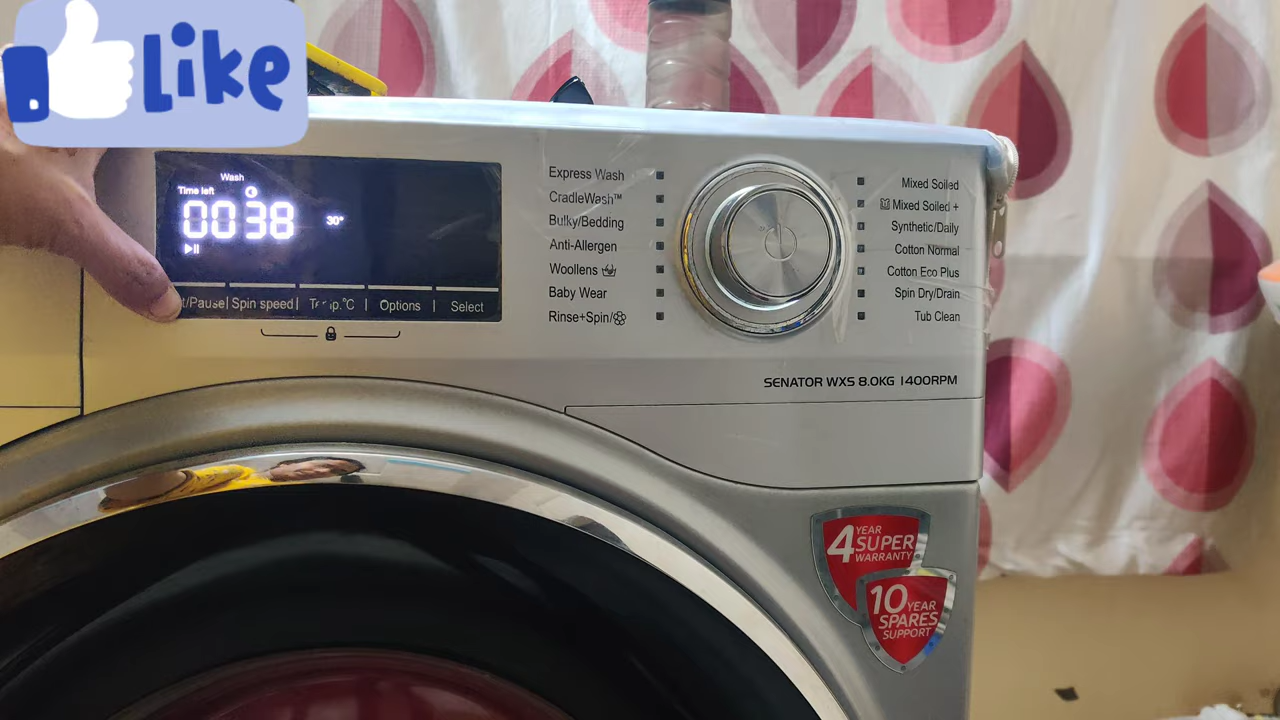 Like
Wash
Time left
00 38
30°
t/Pause
Spin speed
Temp.°C
Options
Select
Express Wash
CradleWash™
Bulky/Bedding
Anti-Allergen
Woollens
Baby Wear
Rinse+Spin/
Mixed Soiled
Mixed Soiled +
Synthetic/Daily
Cotton Normal
Cotton Eco Plus
Spin Dry/Drain
Tub Clean
SENATOR WXS 8.0KG 1400RPM
4 YEAR
SUPER
WARRANTY
10 YEAR
SPARES
SUPPORT